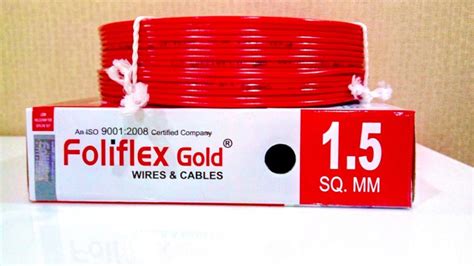 An ISO 9001:2008 Certified Company
Foliflex Gold®
WIRES & CABLES
1.5
SQ. MM